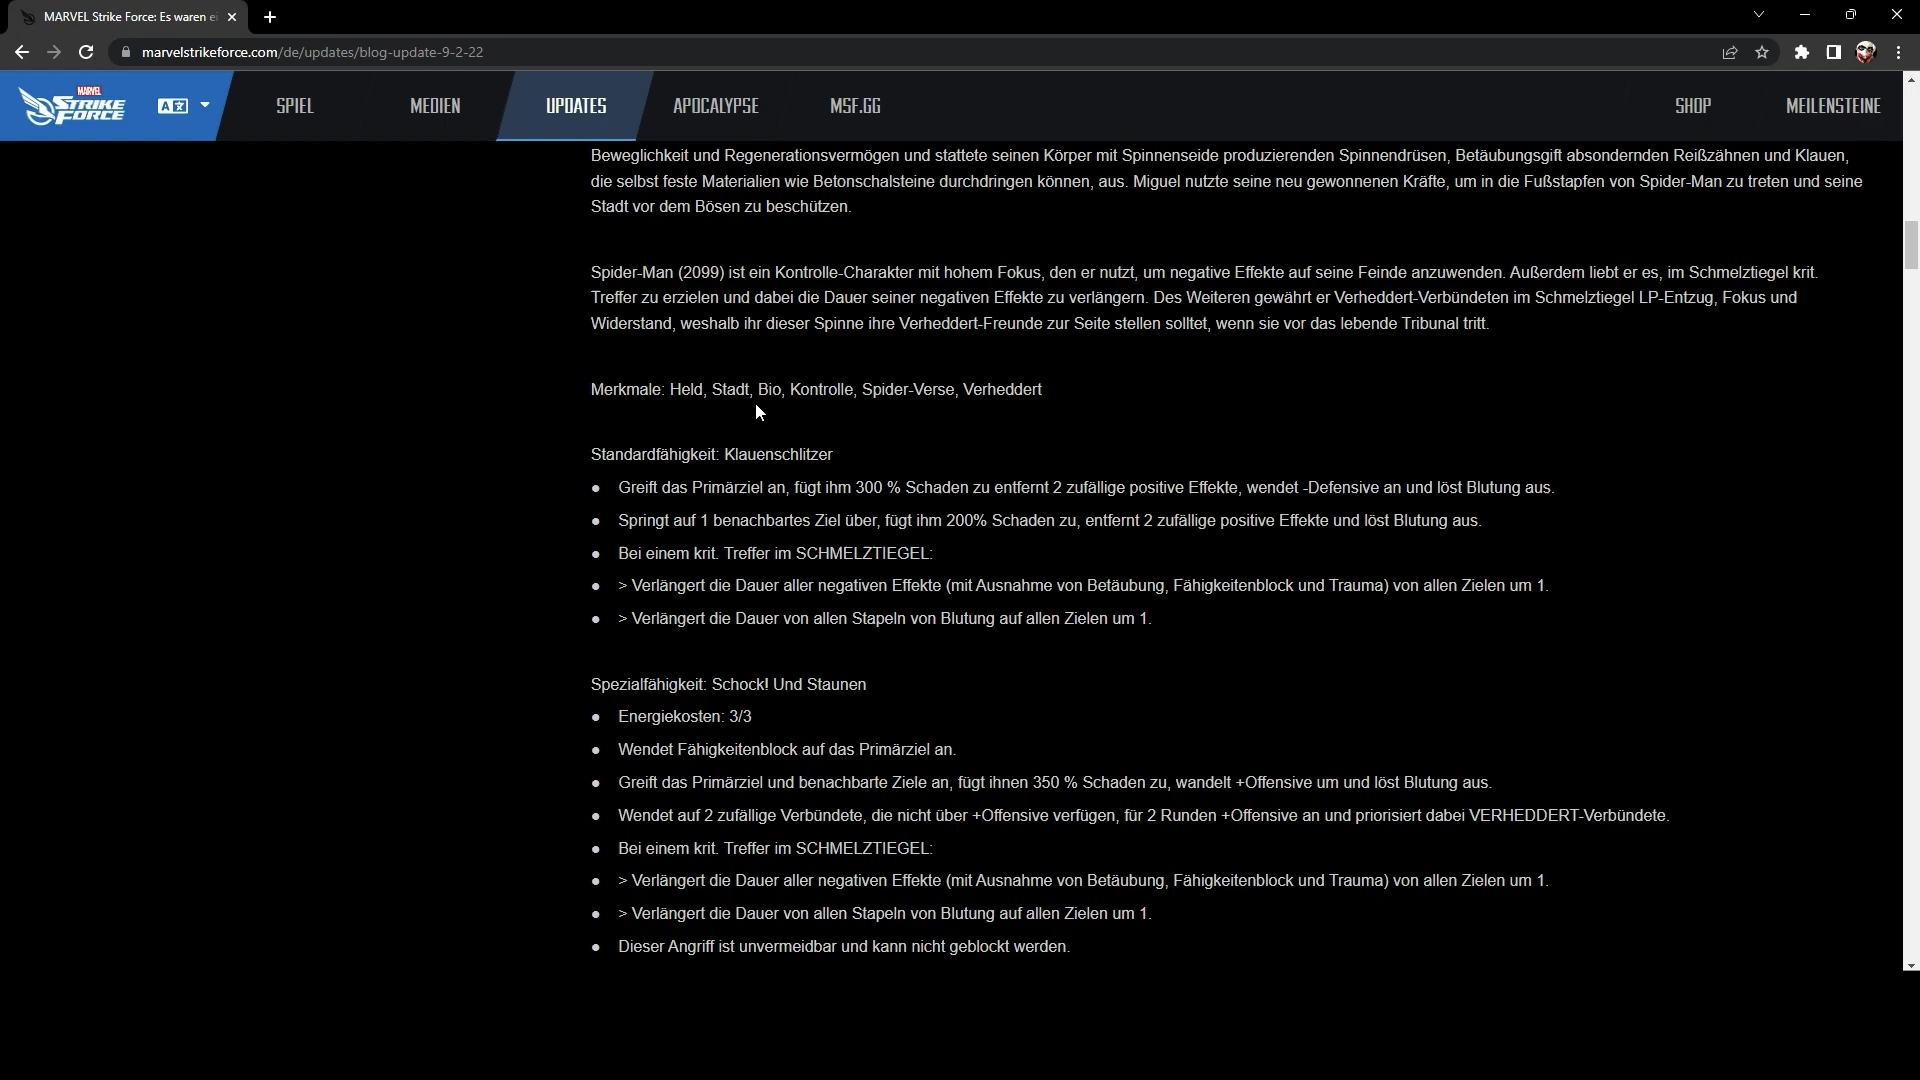 MARVEL Strike Force: Es waren ei
marvelstrikeforce.com/de/updates/blog-update-9-2-22
MARVEL
STRIKE
FORCE
SPIEL
MEDIEN
UPDATES
APOCALYPSE
MSF.GG
SHOP
MEILENSTEINE
Beweglichkeit und Regenerationsvermögen und stattete seinen Körper mit Spinnenseide produzierenden Spinnendrüsen, Betäubungsgift absondernden Reißzähnen und Klauen,
die selbst feste Materialien wie Betonschalsteine durchdringen können, aus. Miguel nutzte seine neu gewonnenen Kräfte, um in die Fußstapfen von Spider-Man zu treten und seine
Stadt vor dem Bösen zu beschützen.
Spider-Man (2099) ist ein Kontrolle-Charakter mit hohem Fokus, den er nutzt, um negative Effekte auf seine Feinde anzuwenden. Außerdem liebt er es, im Schmelztiegel krit.
Treffer zu erzielen und dabei die Dauer seiner negativen Effekte zu verlängern. Des Weiteren gewährt er Verheddert-Verbündeten im Schmelztiegel LP-Entzug, Fokus und
Widerstand, weshalb ihr dieser Spinne ihre Verheddert-Freunde zur Seite stellen solltet, wenn sie vor das lebende Tribunal tritt.
Merkmale: Held, Stadt, Bio, Kontrolle, Spider-Verse, Verheddert
Standardfähigkeit: Klauenschlitzer
● Greift das Primärziel an, fügt ihm 300 % Schaden zu entfernt 2 zufällige positive Effekte, wendet -Defensive an und löst Blutung aus.
● Springt auf 1 benachbartes Ziel über, fügt ihm 200% Schaden zu, entfernt 2 zufällige positive Effekte und löst Blutung aus.
● Bei einem krit. Treffer im SCHMELZTIEGEL:
● > Verlängert die Dauer aller negativen Effekte (mit Ausnahme von Betäubung, Fähigkeitenblock und Trauma) von allen Zielen um 1.
● > Verlängert die Dauer von allen Stapeln von Blutung auf allen Zielen um 1.
Spezialfähigkeit: Schock! Und Staunen
● Energiekosten: 3/3
● Wendet Fähigkeitenblock auf das Primärziel an.
● Greift das Primärziel und benachbarte Ziele an, fügt ihnen 350 % Schaden zu, wandelt +Offensive um und löst Blutung aus.
● Wendet auf 2 zufällige Verbündete, die nicht über +Offensive verfügen, für 2 Runden +Offensive an und priorisiert dabei VERHEDDERT-Verbündete.
● Bei einem krit. Treffer im SCHMELZTIEGEL:
● > Verlängert die Dauer aller negativen Effekte (mit Ausnahme von Betäubung, Fähigkeitenblock und Trauma) von allen Zielen um 1.
● > Verlängert die Dauer von allen Stapeln von Blutung auf allen Zielen um 1.
● Dieser Angriff ist unvermeidbar und kann nicht geblockt werden.